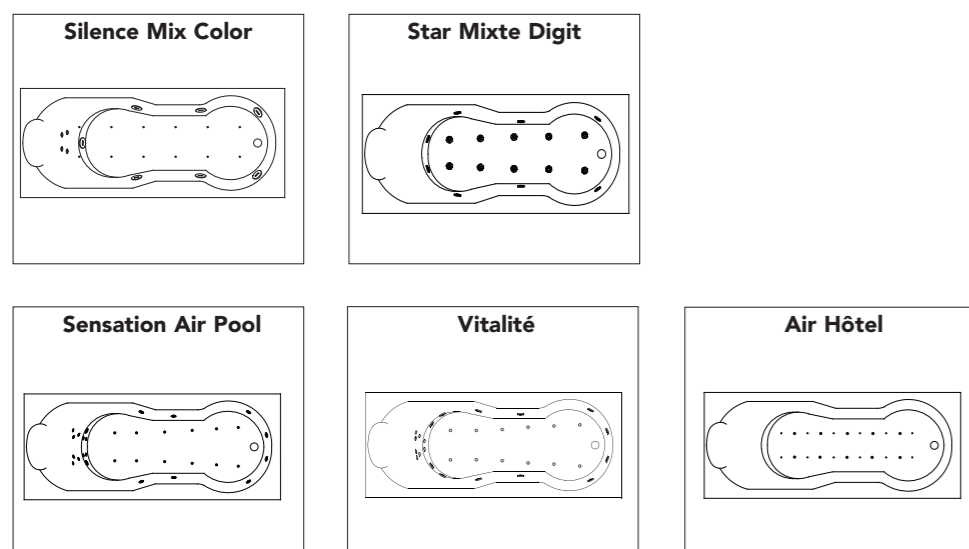 Silence Mix Color
Star Mixte Digit
Sensation Air Pool
Vitalité
Air Hôtel